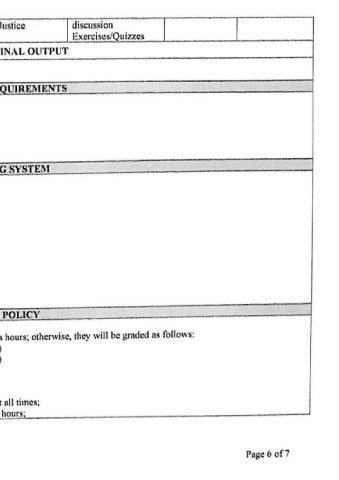 Justice discussion
Exercises/Quizzes
INAL OUTPUT
QUIREMENTS
G SYSTEM
POLICY
s hours; otherwise, they will be graded as follows:
)
)
t all times;
hours;
Page 6 of 7